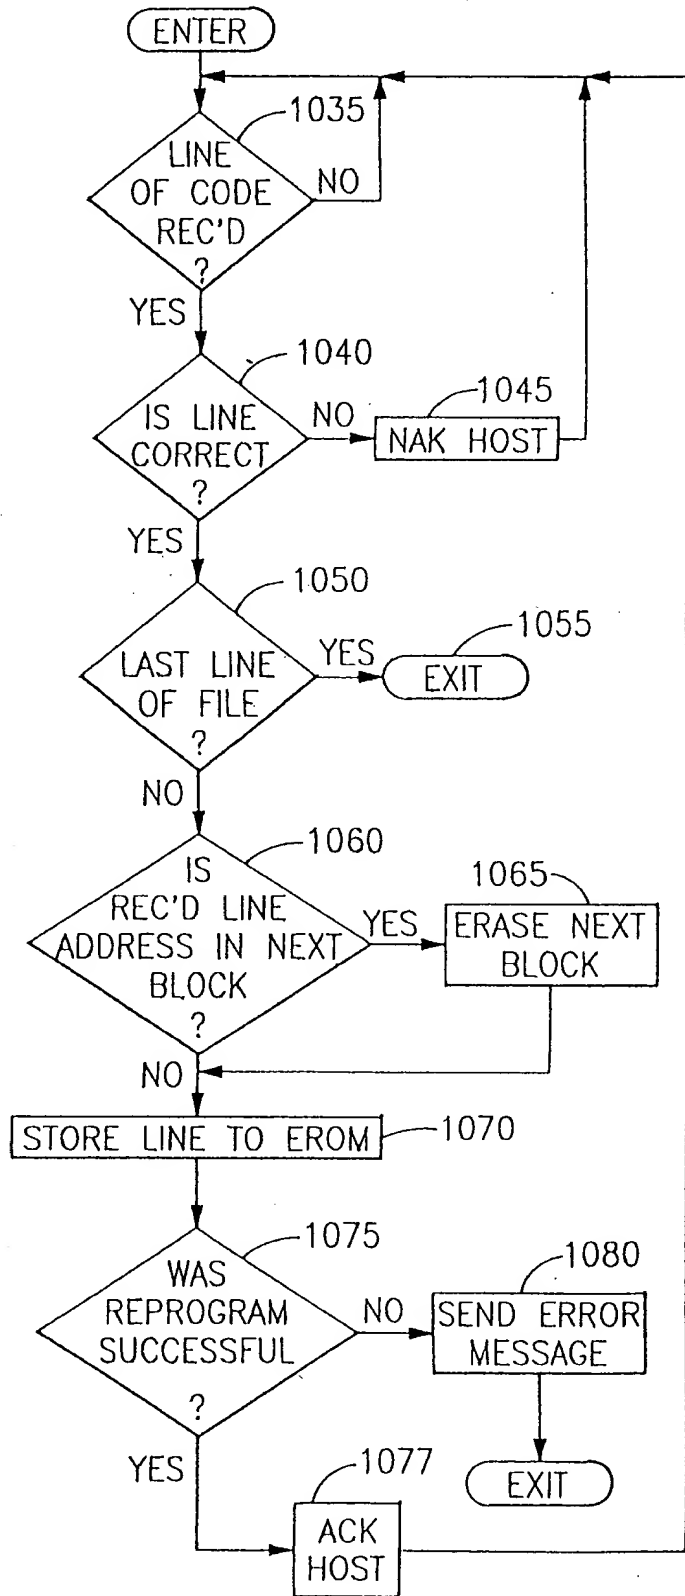 ENTER
1035
LINE
OF CODE
REC'D
?
NO
YES
1040
IS LINE
CORRECT
?
NO
1045
NAK HOST
YES
1050
LAST LINE
OF FILE
?
YES
1055
EXIT
NO
1060
IS
REC'D LINE
ADDRESS IN NEXT
BLOCK
?
YES
1065
ERASE NEXT
BLOCK
NO
STORE LINE TO EROM
1070
1075
WAS
REPROGRAM
SUCCESSFUL
?
NO
1080
SEND ERROR
MESSAGE
EXIT
YES
1077
ACK
HOST